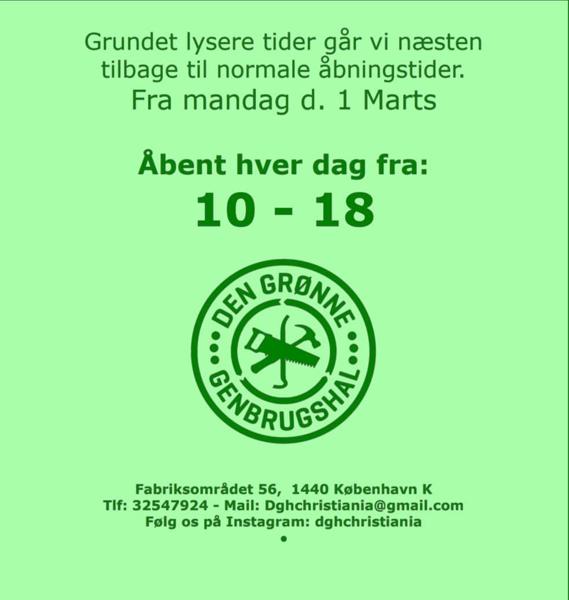 Grundet lysere tider går vi næsten
tilbage til normale åbningstider.
Fra mandag d. 1 Marts
Åbent hver dag fra:
10 - 18
DEN GRØNNE
GENBRUGSHAL
Fabriksområdet 56, 1440 København K
Tlf: 32547924 - Mail: Dghchristiania@gmail.com
Følg os på Instagram: dghchristiania